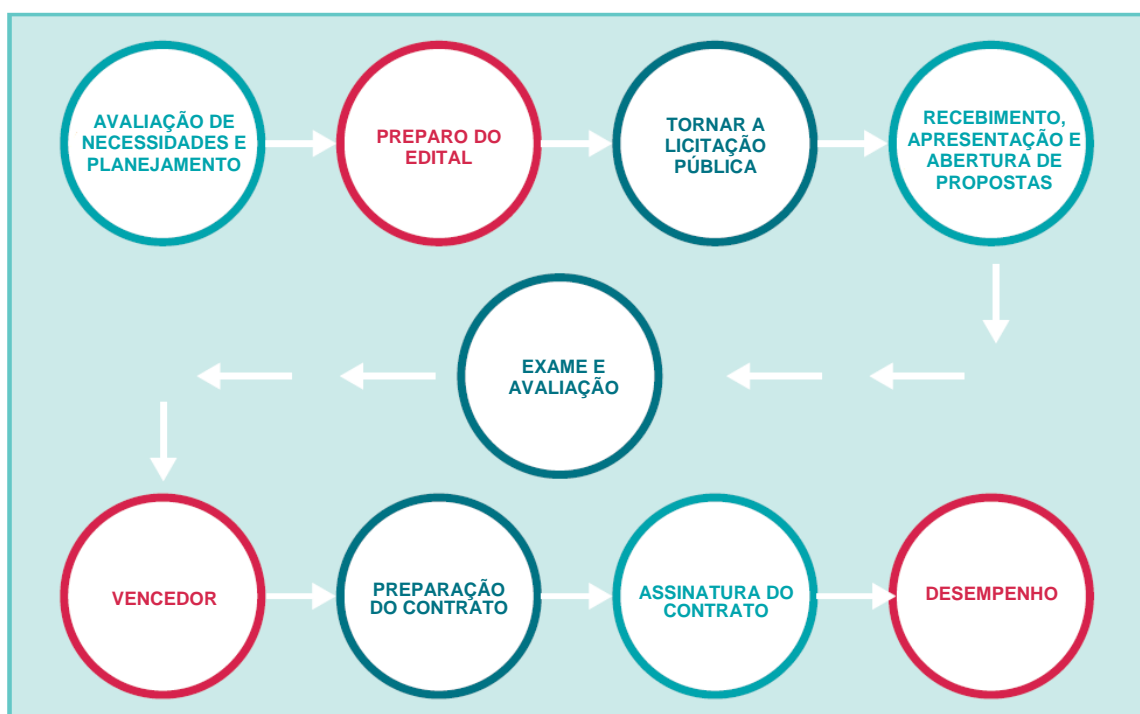 AVALIAÇÃO DE
NECESSIDADES E
PLANEJAMENTO
PREPARO DO
EDITAL
TORNAR A
LICITAÇÃO
PÚBLICA
RECEBIMENTO,
APRESENTAÇÃO E
ABERTURA DE
PROPOSTAS
EXAME E
AVALIAÇÃO
VENCEDOR
PREPARAÇÃO
DO CONTRATO
ASSINATURA DO
CONTRATO
DESEMPENHO